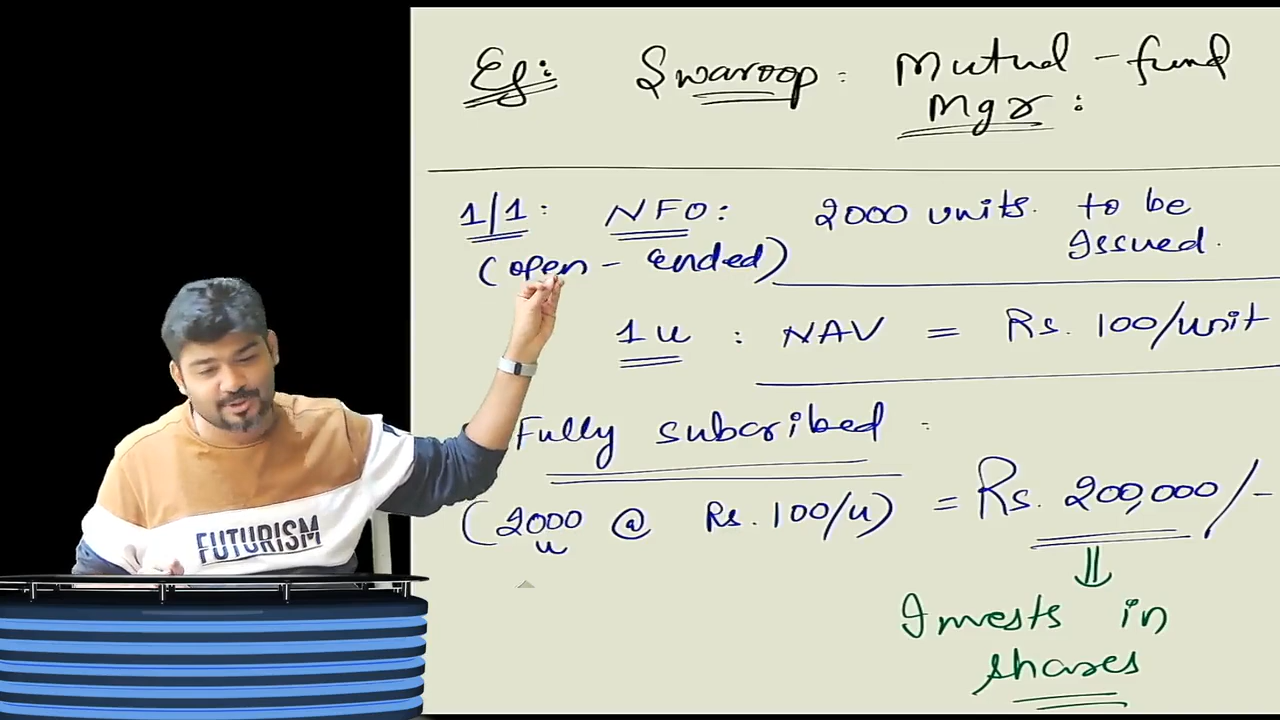 Eg: Swaroop: Mutual-fund
Mgr:
1/1: NFO: 2000 units. to be
Issued.
(open-ended)
1u : NAV = Rs. 100/unit
Fully subcribed :
(2000 @ Rs. 100/u) = Rs. 200,000/-
u
Invests in
shares
FUTURISM